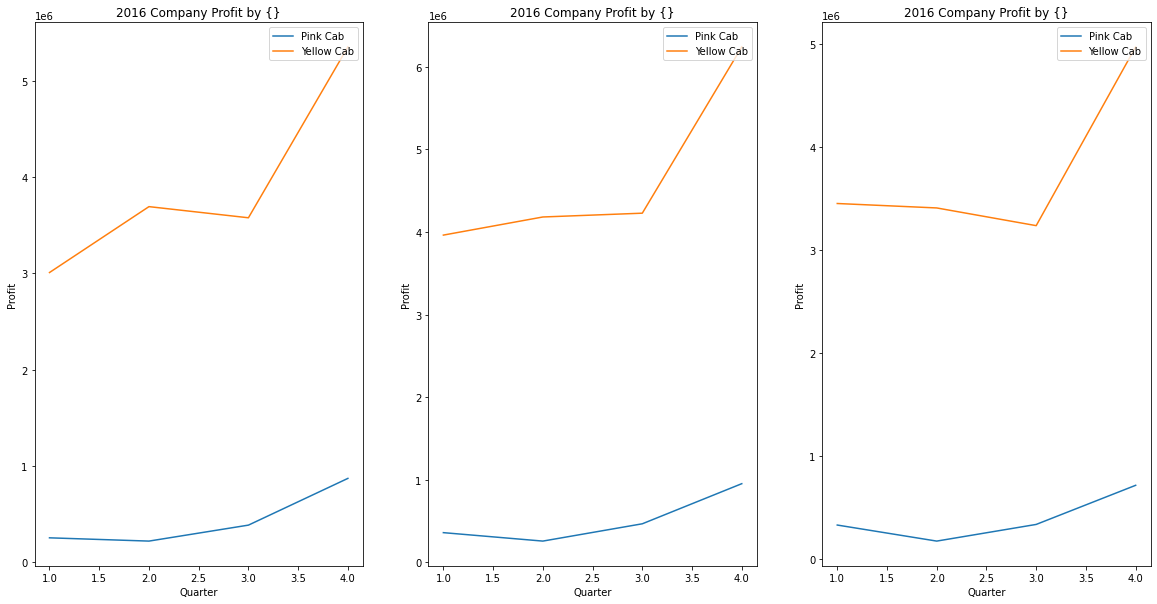 2016 Company Profit by {}
1e6
Pink Cab
Yellow Cab
5
4
3
2
1
0
Profit
1.0 1.5 2.0 2.5 3.0 3.5 4.0
Quarter
2016 Company Profit by {}
1e6
Pink Cab
Yellow Cab
6
5
4
3
2
1
0
Profit
1.0 1.5 2.0 2.5 3.0 3.5 4.0
Quarter
2016 Company Profit by {}
1e6
Pink Cab
Yellow Cab
5
4
3
2
1
0
Profit
1.0 1.5 2.0 2.5 3.0 3.5 4.0
Quarter